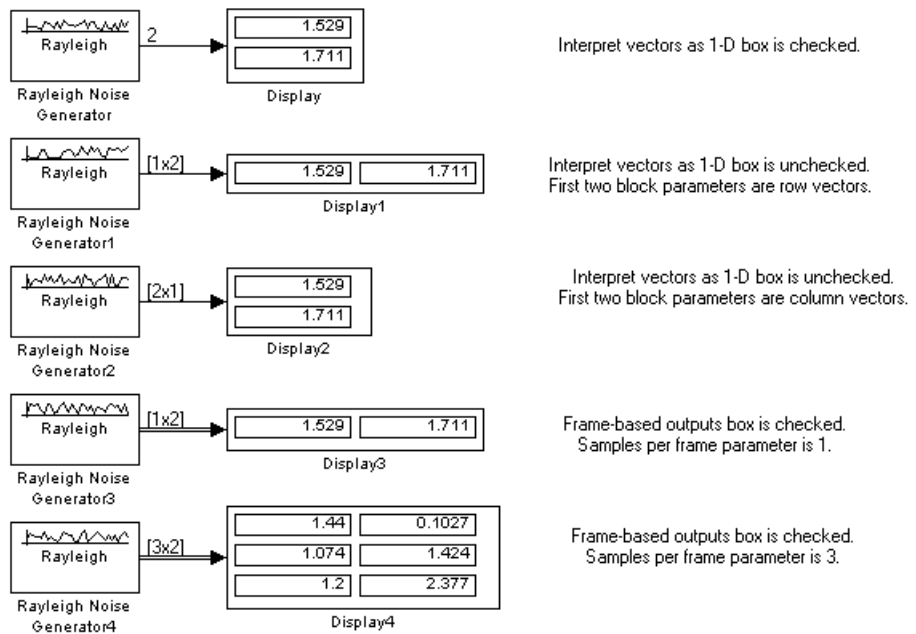 Rayleigh
Rayleigh Noise
Generator
2
1.529
1.711
Display
Interpret vectors as 1-D box is checked.
Rayleigh
Rayleigh Noise
Generator1
[1x2]
1.529 1.711
Display1
Interpret vectors as 1-D box is unchecked.
First two block parameters are row vectors.
Rayleigh
Rayleigh Noise
Generator2
[2x1]
1.529
1.711
Display2
Interpret vectors as 1-D box is unchecked.
First two block parameters are column vectors.
Rayleigh
Rayleigh Noise
Generator3
[1x2]
1.529 1.711
Display3
Frame-based outputs box is checked.
Samples per frame parameter is 1.
Rayleigh
Rayleigh Noise
Generator4
[3x2]
1.44 0.1027
1.074 1.424
1.2 2.377
Display4
Frame-based outputs box is checked.
Samples per frame parameter is 3.